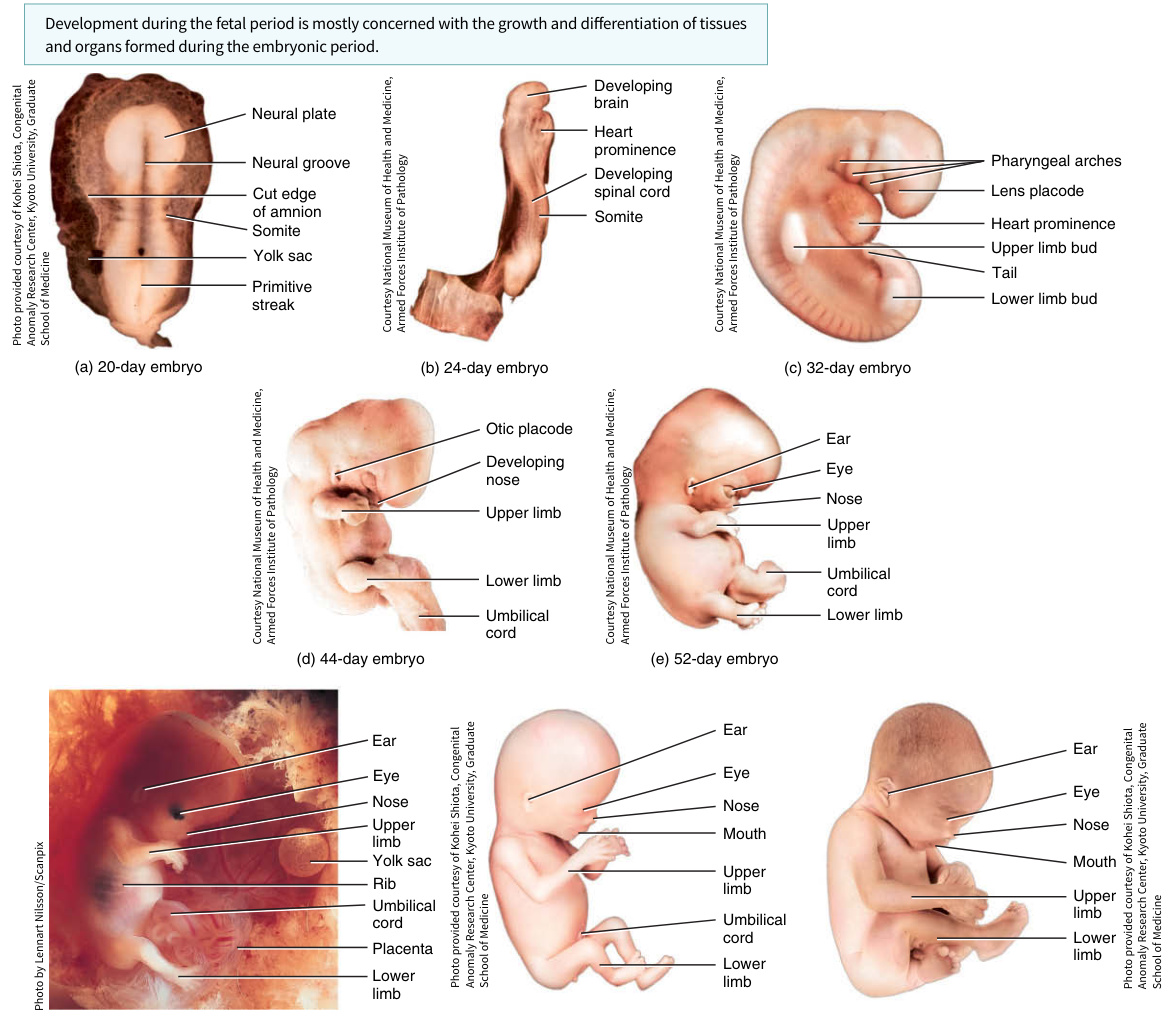 Development during the fetal period is mostly concerned with the growth and differentiation of tissues
and organs formed during the embryonic period.
Photo provided courtesy of Kohei Shiota, Congenital
Anomaly Research Center, Kyoto University, Graduate
School of Medicine
Neural plate
Neural groove
Cut edge
of amnion
Somite
Yolk sac
Primitive
streak
(a) 20-day embryo
Courtesy National Museum of Health and Medicine,
Armed Forces Institute of Pathology
Developing
brain
Heart
prominence
Developing
spinal cord
Somite
(b) 24-day embryo
Courtesy National Museum of Health and Medicine,
Armed Forces Institute of Pathology
Pharyngeal arches
Lens placode
Heart prominence
Upper limb bud
Tail
Lower limb bud
(c) 32-day embryo
Courtesy National Museum of Health and Medicine,
Armed Forces Institute of Pathology
Otic placode
Developing
nose
Upper limb
Lower limb
Umbilical
cord
(d) 44-day embryo
Courtesy National Museum of Health and Medicine,
Armed Forces Institute of Pathology
Ear
Eye
Nose
Upper
limb
Umbilical
cord
Lower limb
(e) 52-day embryo
Photo by Lennart Nilsson/Scanpix
Ear
Eye
Nose
Upper
limb
Yolk sac
Rib
Umbilical
cord
Placenta
Lower
limb
Photo provided courtesy of Kohei Shiota, Congenital
Anomaly Research Center, Kyoto University, Graduate
School of Medicine
Ear
Eye
Nose
Mouth
Upper
limb
Umbilical
cord
Lower
limb
Ear
Eye
Nose
Mouth
Upper
limb
Lower
limb
Photo provided courtesy of Kohei Shiota, Congenital
Anomaly Research Center, Kyoto University, Graduate
School of Medicine